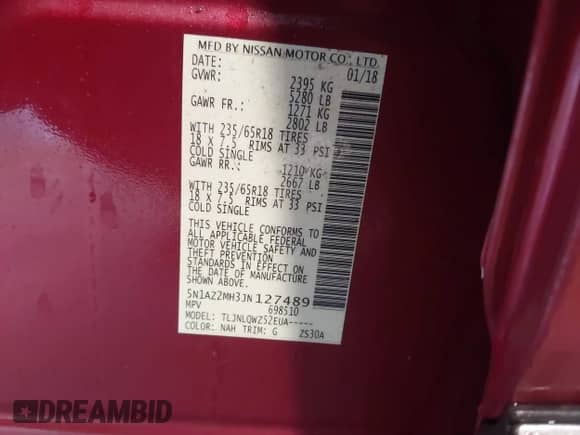 MFD BY NISSAN MOTOR CO., LTD.
DATE: 01/18
GVWR: 2395 KG
5280 LB
GAWR FR.: 1271 KG
2802 LB
WITH 235/65R18 TIRES
18 X 7.5 RIMS AT 33 PSI
COLD SINGLE
GAWR RR.: 1210 KG
2667 LB
WITH 235/65R18 TIRES
18 X 7.5 RIMS AT 33 PSI
COLD SINGLE
THIS VEHICLE CONFORMS TO
ALL APPLICABLE FEDERAL
MOTOR VEHICLE SAFETY AND
THEFT PREVENTION
STANDARDS IN EFFECT ON
THE DATE OF MANUFACTURE
SHOWN ABOVE.
5N1AZ2MH3JN127489
MPV 698510
MODEL: TLJNLQWZ52EUA-----
COLOR: NAH TRIM: G ZS30A
DREAMBID